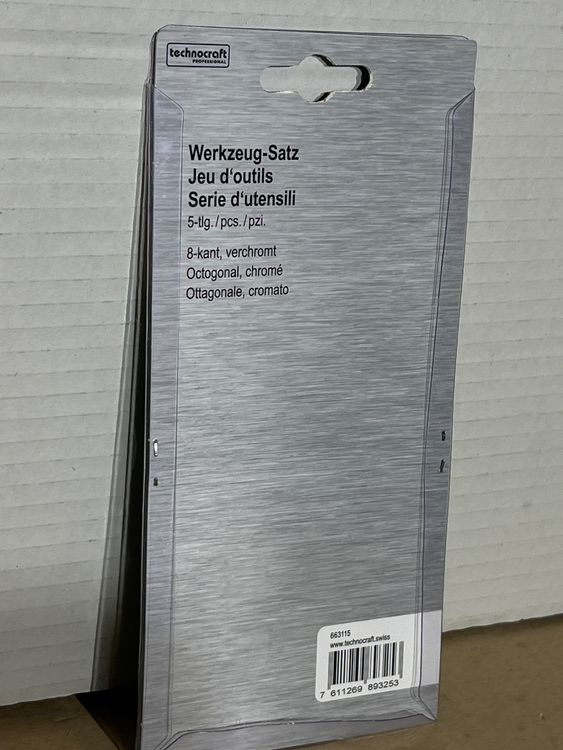 technocraft
PROFESSIONAL
Werkzeug-Satz
Jeu d'outils
Serie d'utensili
5-tlg./pcs./pzi.
8-kant, verchromt
Octogonal, chromé
Ottagonale, cromato
663115
www.technocraft.swiss
7 611269 893253